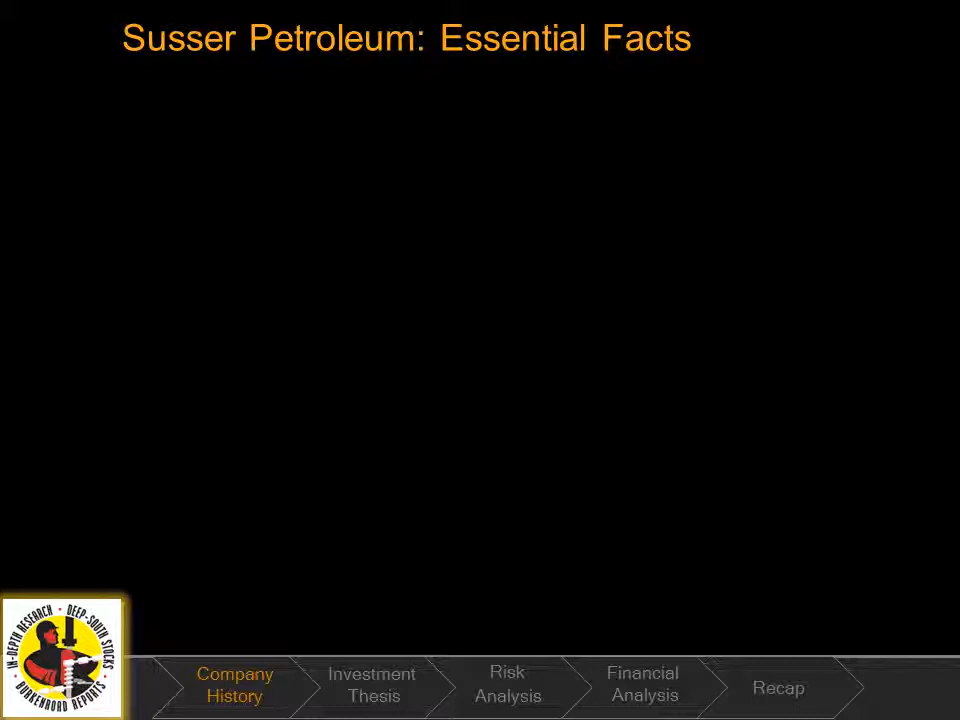 Susser Petroleum: Essential Facts
IN-DEPTH RESEARCH • DEEP-SOUTH STOCKS • BURKENROAD REPORTS •
Company
History
Investment
Thesis
Risk
Analysis
Financial
Analysis
Recap